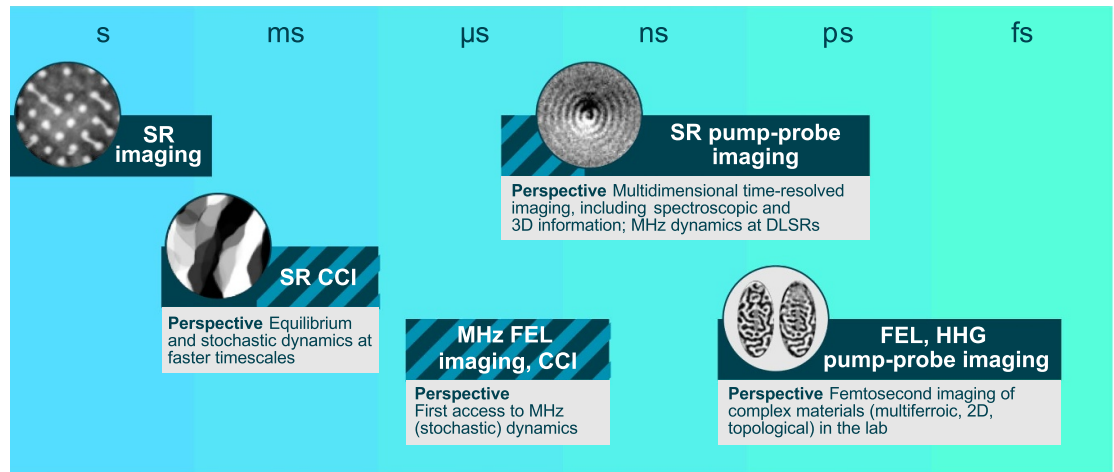 s
ms
µs
ns
ps
fs
SR
imaging
SR pump-probe
imaging
Perspective Multidimensional time-resolved
imaging, including spectroscopic and
3D information; MHz dynamics at DLSRs
SR CCI
Perspective Equilibrium
and stochastic dynamics at
faster timescales
MHz FEL
imaging, CCI
Perspective
First access to MHz
(stochastic) dynamics
FEL, HHG
pump-probe imaging
Perspective Femtosecond imaging of
complex materials (multiferroic, 2D,
topological) in the lab